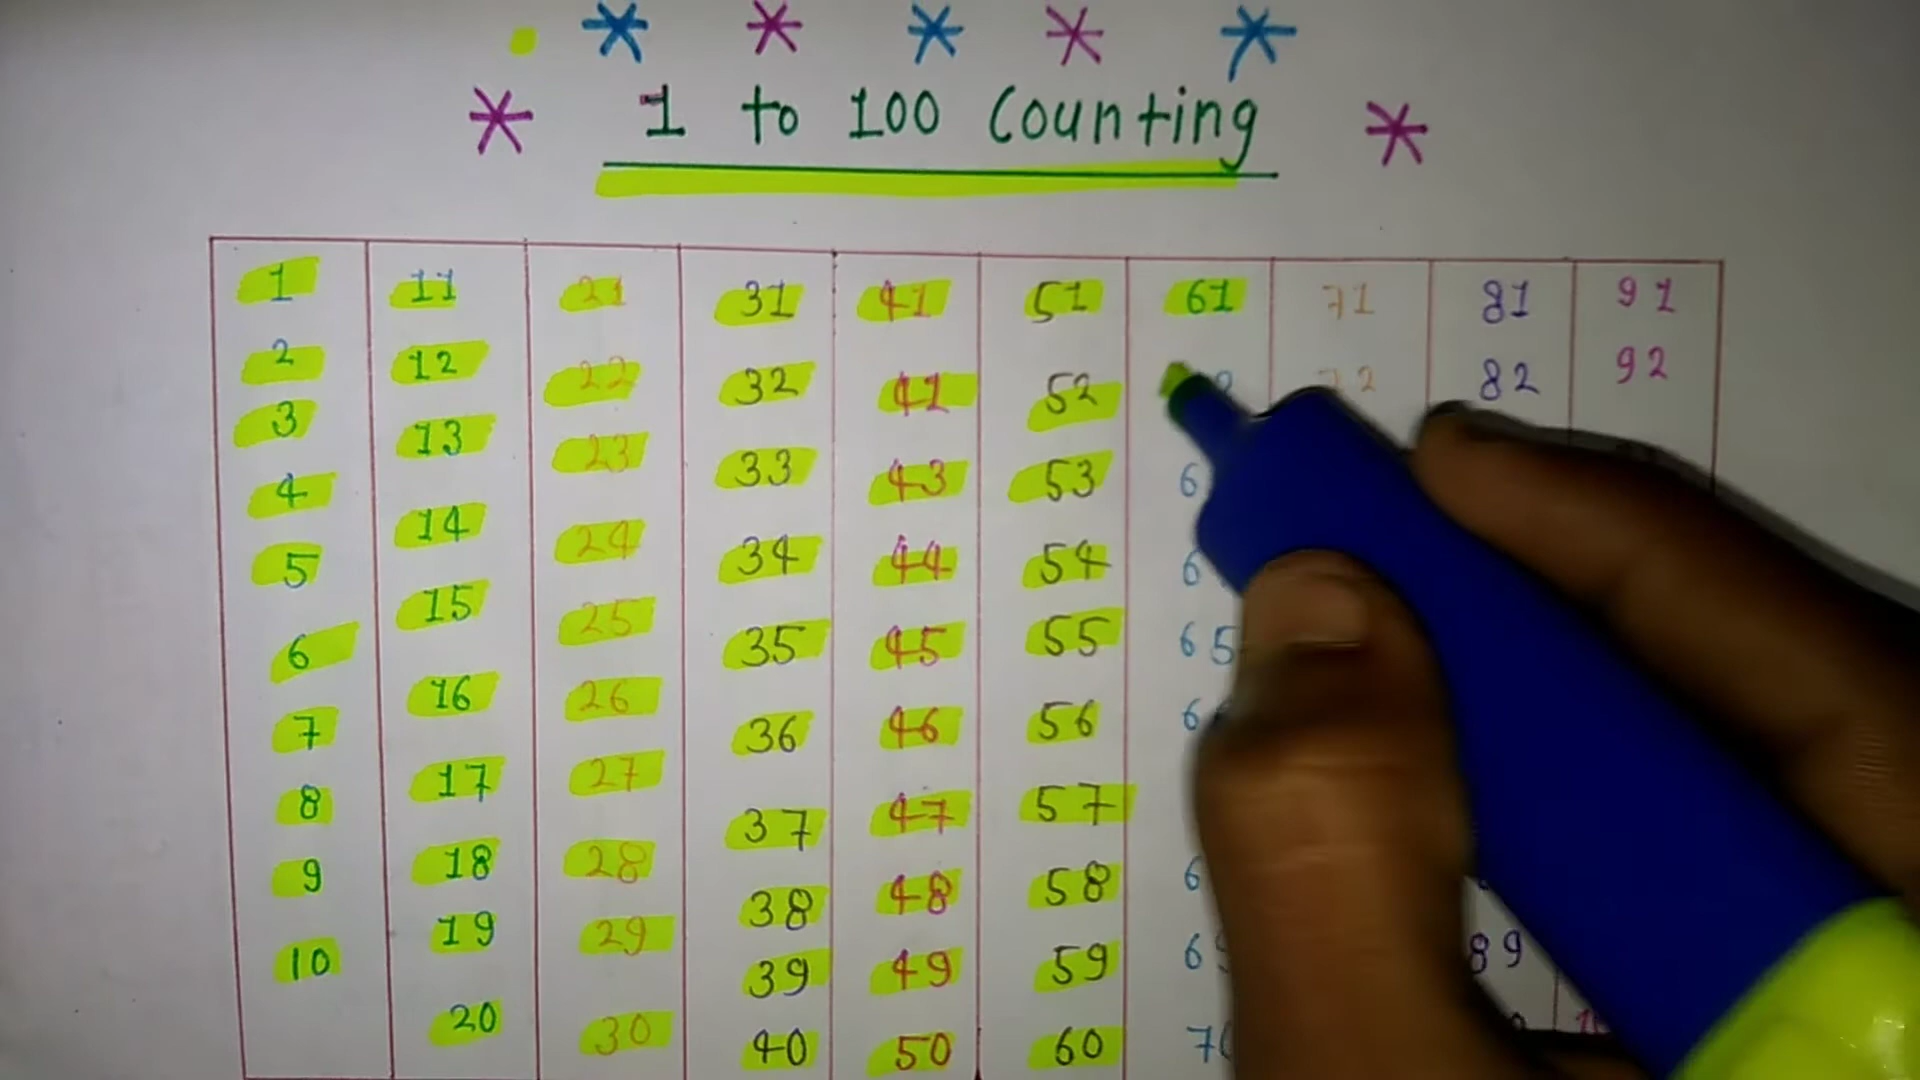 1 to 100 Counting
1 11 21 31 41 51 61 71 81 91
2 12 22 32 41 52 72 82 92
3 13 23 33 43 53
4 14 24 34 44 54
5 15 25 35 45 55 65
6 16 26 36 46 56
7 17 27 37 47 57
8 18 28 38 48 58
9 19 29 39 49 59 89
10 20 30 40 50 60